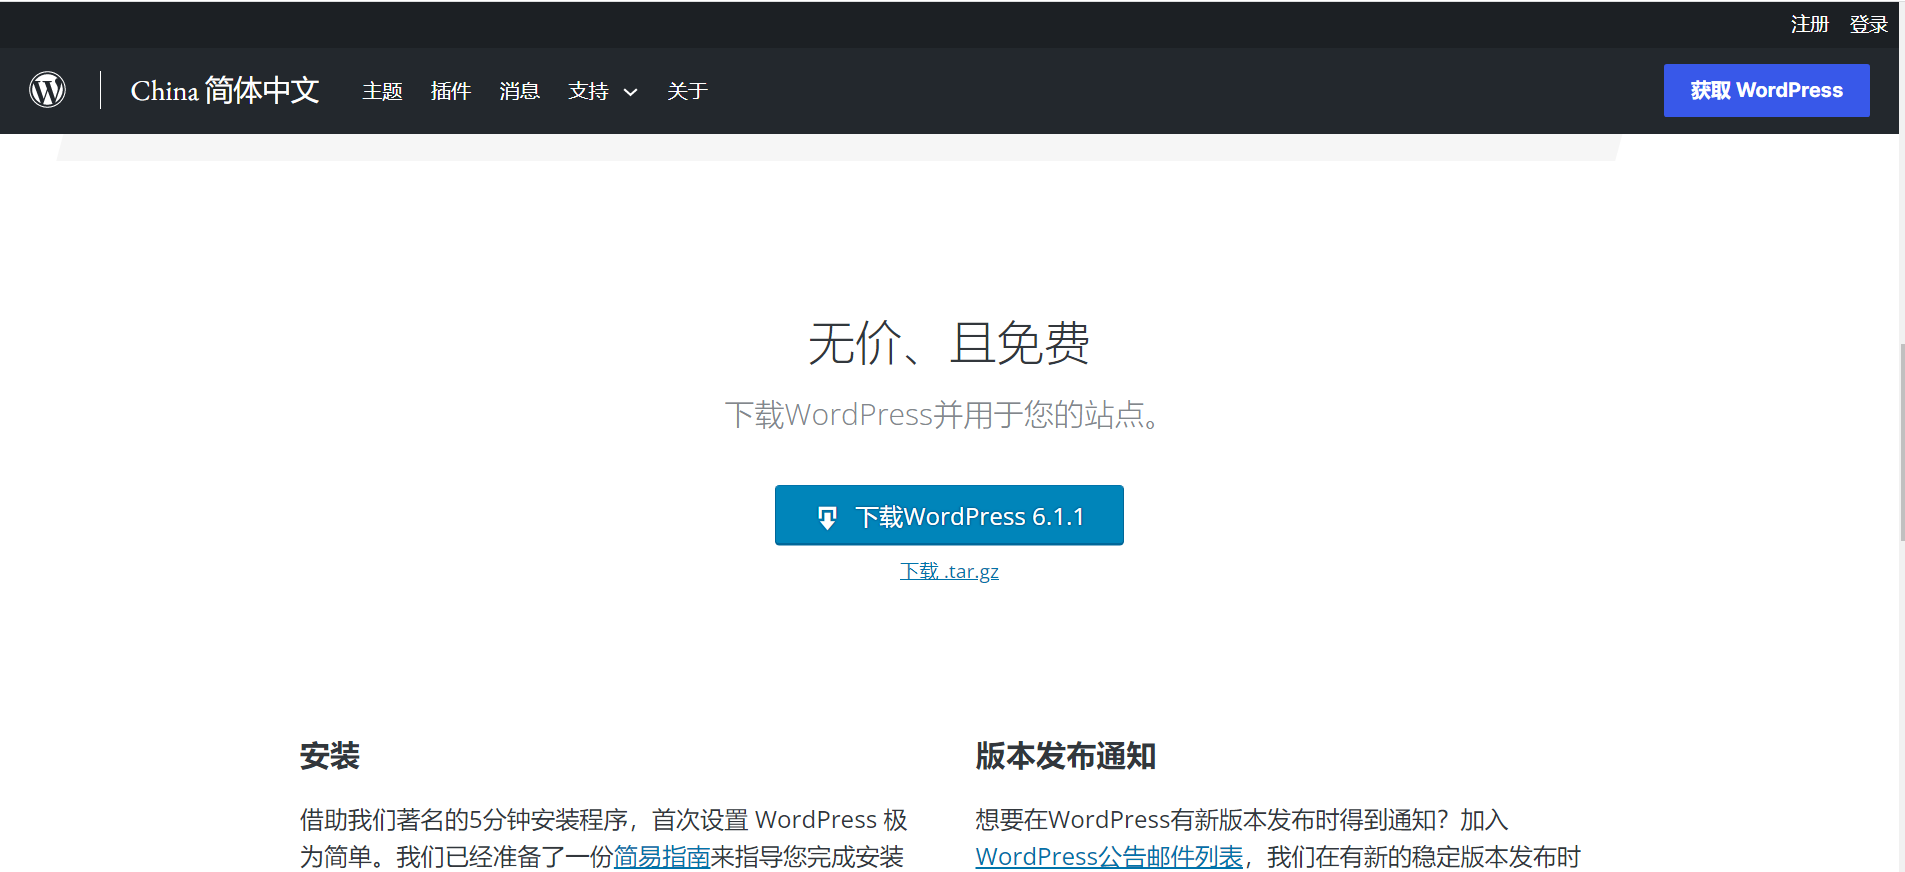 注册 登录
China 简体中文 主题 插件 消息 支持 关于 获取 WordPress
无价、且免费
下载WordPress并用于您的站点。
下载WordPress 6.1.1
下载 .tar.gz
安装
借助我们著名的5分钟安装程序，首次设置 WordPress 极
为简单。我们已经准备了一份简易指南来指导您完成安装
版本发布通知
想要在WordPress有新版本发布时得到通知？加入
WordPress公告邮件列表，我们在有新的稳定版本发布时